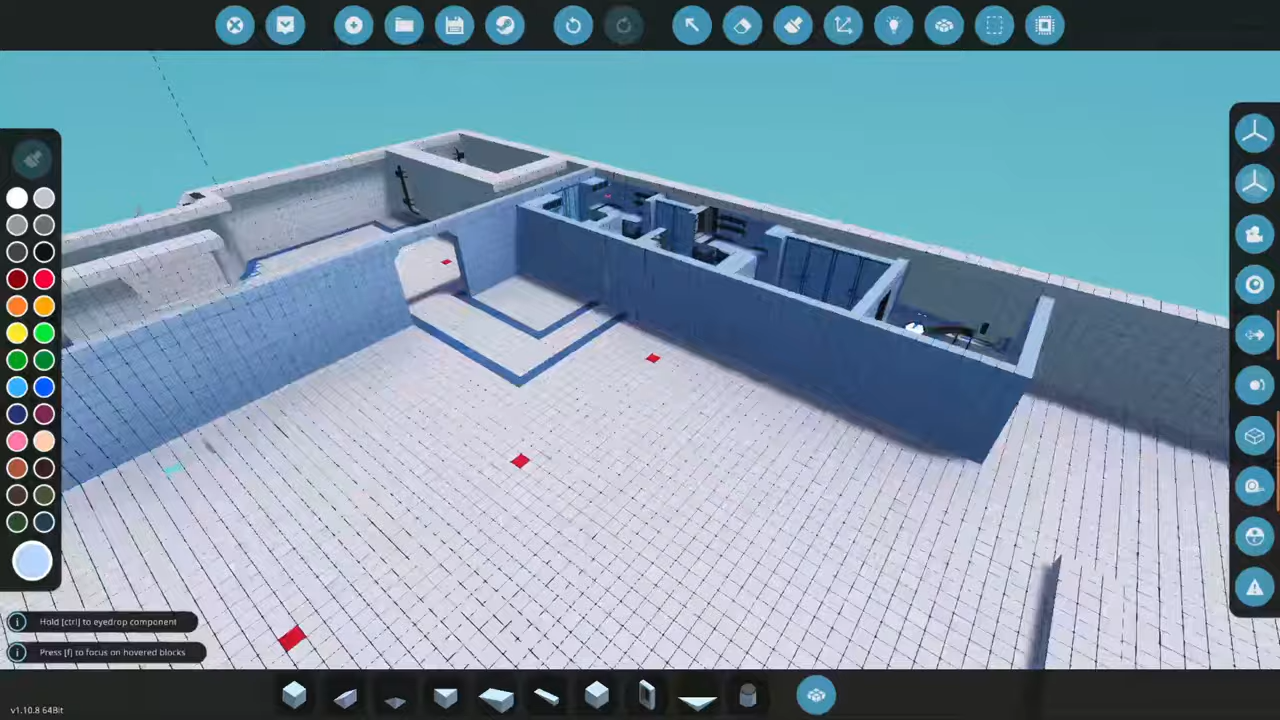 Hold [ctrl] to eyedrop component
Press [f] to focus on hovered blocks
v1.10.8 64Bit